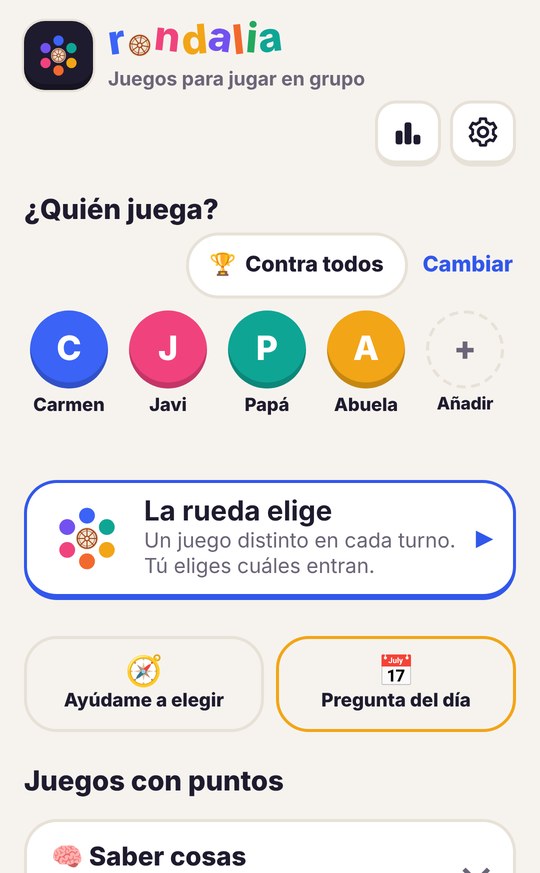 rondalia
Juegos para jugar en grupo
¿Quién juega?
🏆 Contra todos
Cambiar
C
J
P
A
+
Carmen
Javi
Papá
Abuela
Añadir
La rueda elige
Un juego distinto en cada turno.
Tú eliges cuáles entran.
July
17
Ayúdame a elegir
Pregunta del día
Juegos con puntos
🧠 Saber cosas